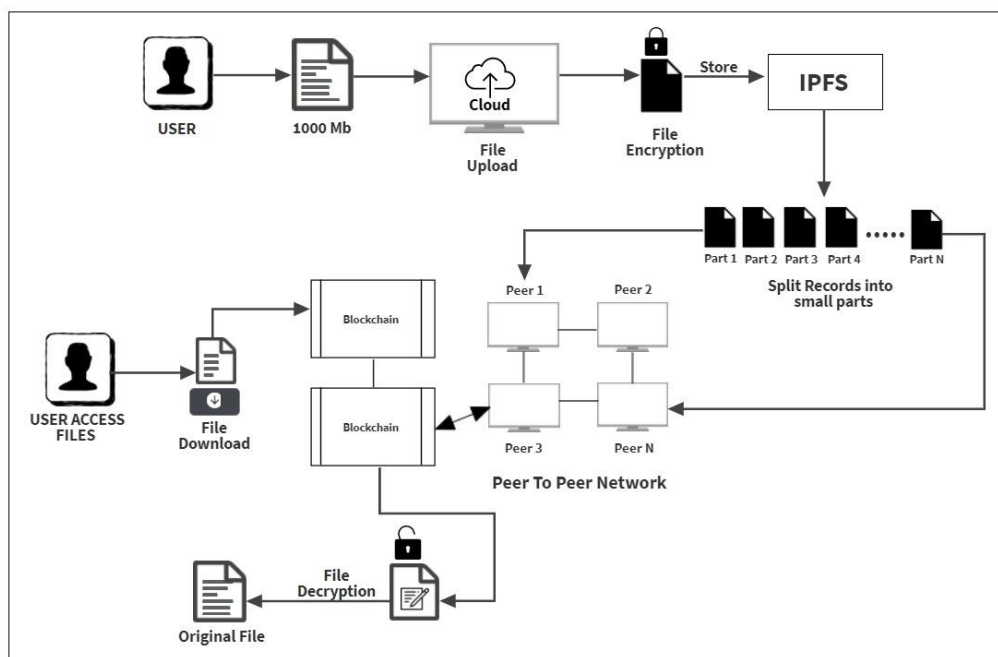 USER
1000 Mb
Cloud
File
Upload
File
Encryption
Store
IPFS
Part 1
Part 2
Part 3
Part 4
Part N
Split Records into
small parts
Peer 1
Peer 2
Peer 3
Peer N
Peer To Peer Network
Blockchain
Blockchain
USER ACCESS
FILES
File
Download
File
Decryption
Original File